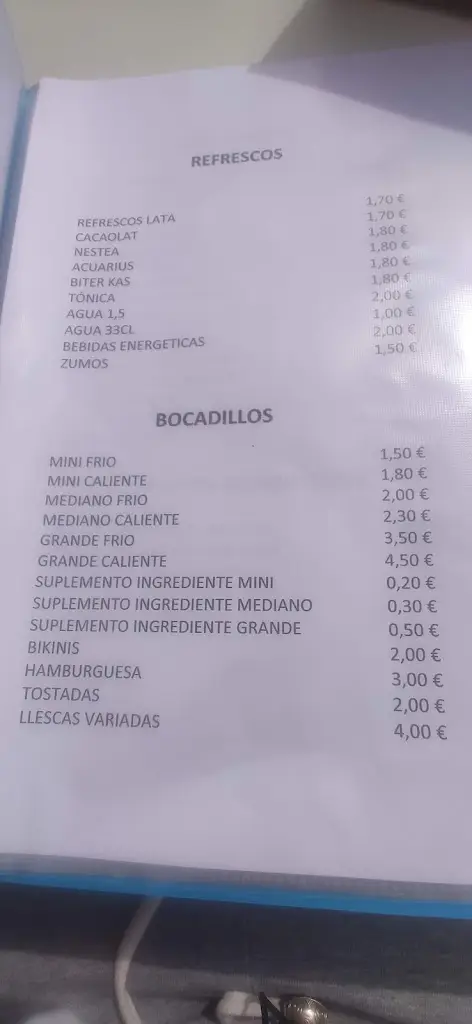 REFRESCOS
REFRESCOS LATA 1,70 €
CACAOLAT 1,70 €
NESTEA 1,80 €
ACUARIUS 1,80 €
BITER KAS 1,80 €
TÓNICA 1,80 €
AGUA 1,5 2,00 €
AGUA 33CL 1,00 €
BEBIDAS ENERGETICAS 2,00 €
ZUMOS 1,50 €
BOCADILLOS
MINI FRIO 1,50 €
MINI CALIENTE 1,80 €
MEDIANO FRIO 2,00 €
MEDIANO CALIENTE 2,30 €
GRANDE FRIO 3,50 €
GRANDE CALIENTE 4,50 €
SUPLEMENTO INGREDIENTE MINI 0,20 €
SUPLEMENTO INGREDIENTE MEDIANO 0,30 €
SUPLEMENTO INGREDIENTE GRANDE 0,50 €
BIKINIS 2,00 €
HAMBURGUESA 3,00 €
TOSTADAS 2,00 €
LLESCAS VARIADAS 4,00 €